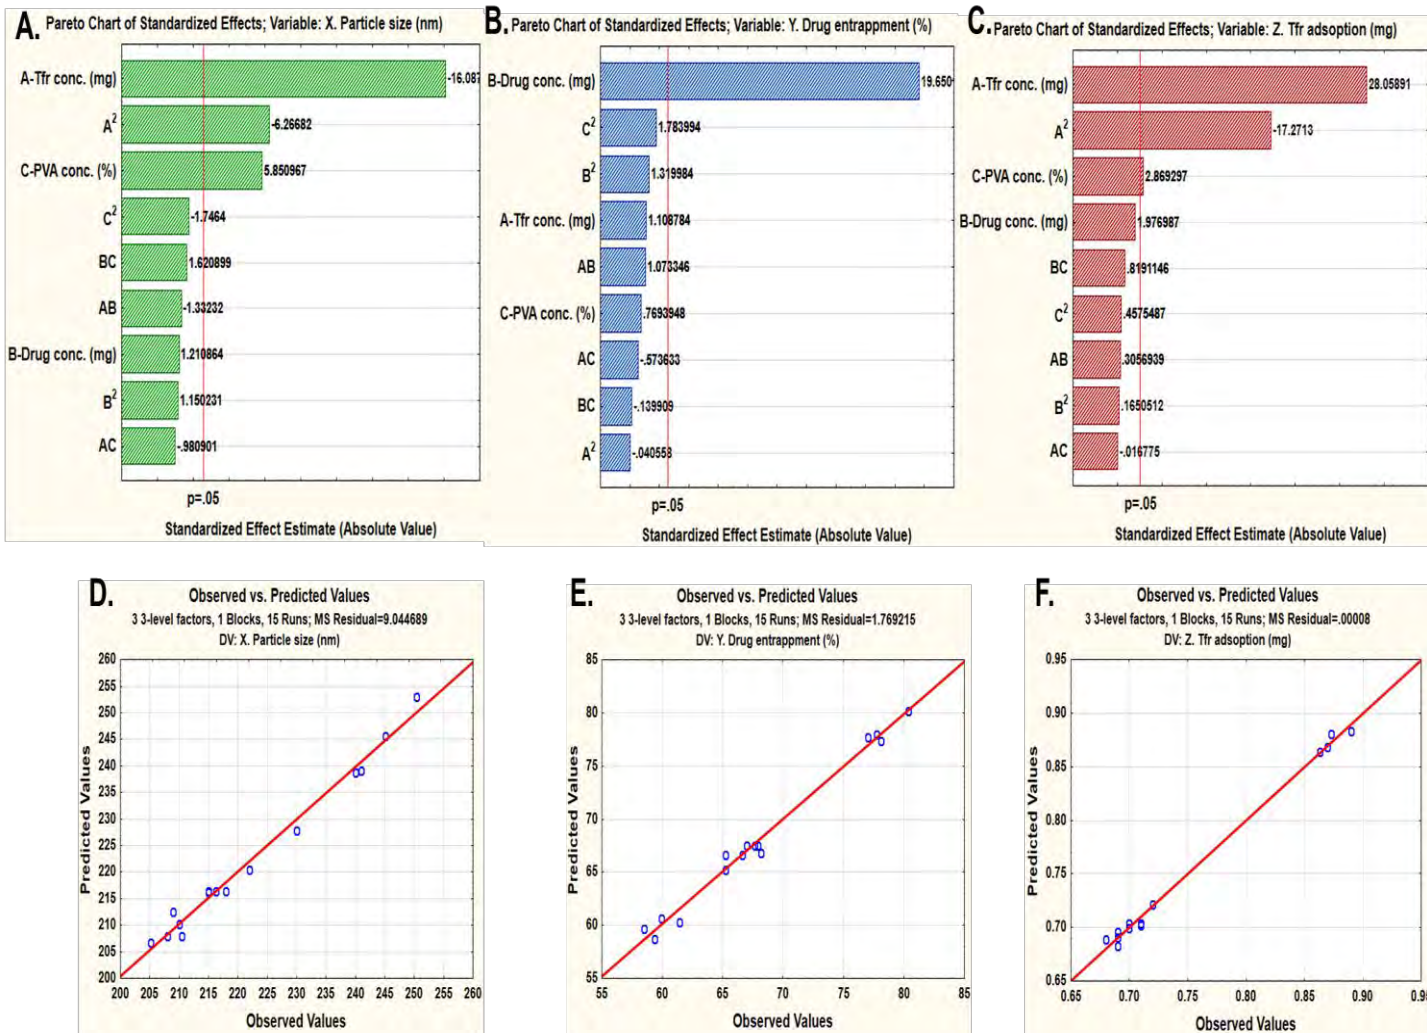 A.
Pareto Chart of Standardized Effects; Variable: X. Particle size (nm)
A-Tfr conc. (mg)
-16.087
A2
-6.26682
C-PVA conc. (%)
5.850967
C2
-1.7464
BC
1.620899
AB
-1.33232
B-Drug conc. (mg)
1.210864
B2
1.150231
AC
-.980901
p=.05
Standardized Effect Estimate (Absolute Value)
B.
Pareto Chart of Standardized Effects; Variable: Y. Drug entrappment (%)
B-Drug conc. (mg)
19.650
C2
1.783994
B2
1.319984
A-Tfr conc. (mg)
1.108784
AB
1.073346
C-PVA conc. (%)
.7693948
AC
-.573633
BC
-.139909
A2
-.040558
p=.05
Standardized Effect Estimate (Absolute Value)
C.
Pareto Chart of Standardized Effects; Variable: Z. Tfr adsoption (mg)
A-Tfr conc. (mg)
28.05891
A2
-17.2713
C-PVA conc. (%)
2.869297
B-Drug conc. (mg)
1.976987
BC
.8191146
C2
.4575487
AB
.3056939
B2
.1650512
AC
-.016775
p=.05
Standardized Effect Estimate (Absolute Value)
D.
Observed vs. Predicted Values
3 3-level factors, 1 Blocks, 15 Runs; MS Residual=9.044689
DV: X. Particle size (nm)
260
255
250
245
240
235
230
225
220
215
210
205
200
Predicted Values
200 205 210 215 220 225 230 235 240 245 250 255 260
Observed Values
E.
Observed vs. Predicted Values
3 3-level factors, 1 Blocks, 15 Runs; MS Residual=1.769215
DV: Y. Drug entrappment (%)
85
80
75
70
65
60
55
Predicted Values
55 60 65 70 75 80 85
Observed Values
F.
Observed vs. Predicted Values
3 3-level factors, 1 Blocks, 15 Runs; MS Residual=.00008
DV: Z. Tfr adsoption (mg)
0.95
0.90
0.85
0.80
0.75
0.70
0.65
Predicted Values
0.65 0.70 0.75 0.80 0.85 0.90 0.95
Observed Values